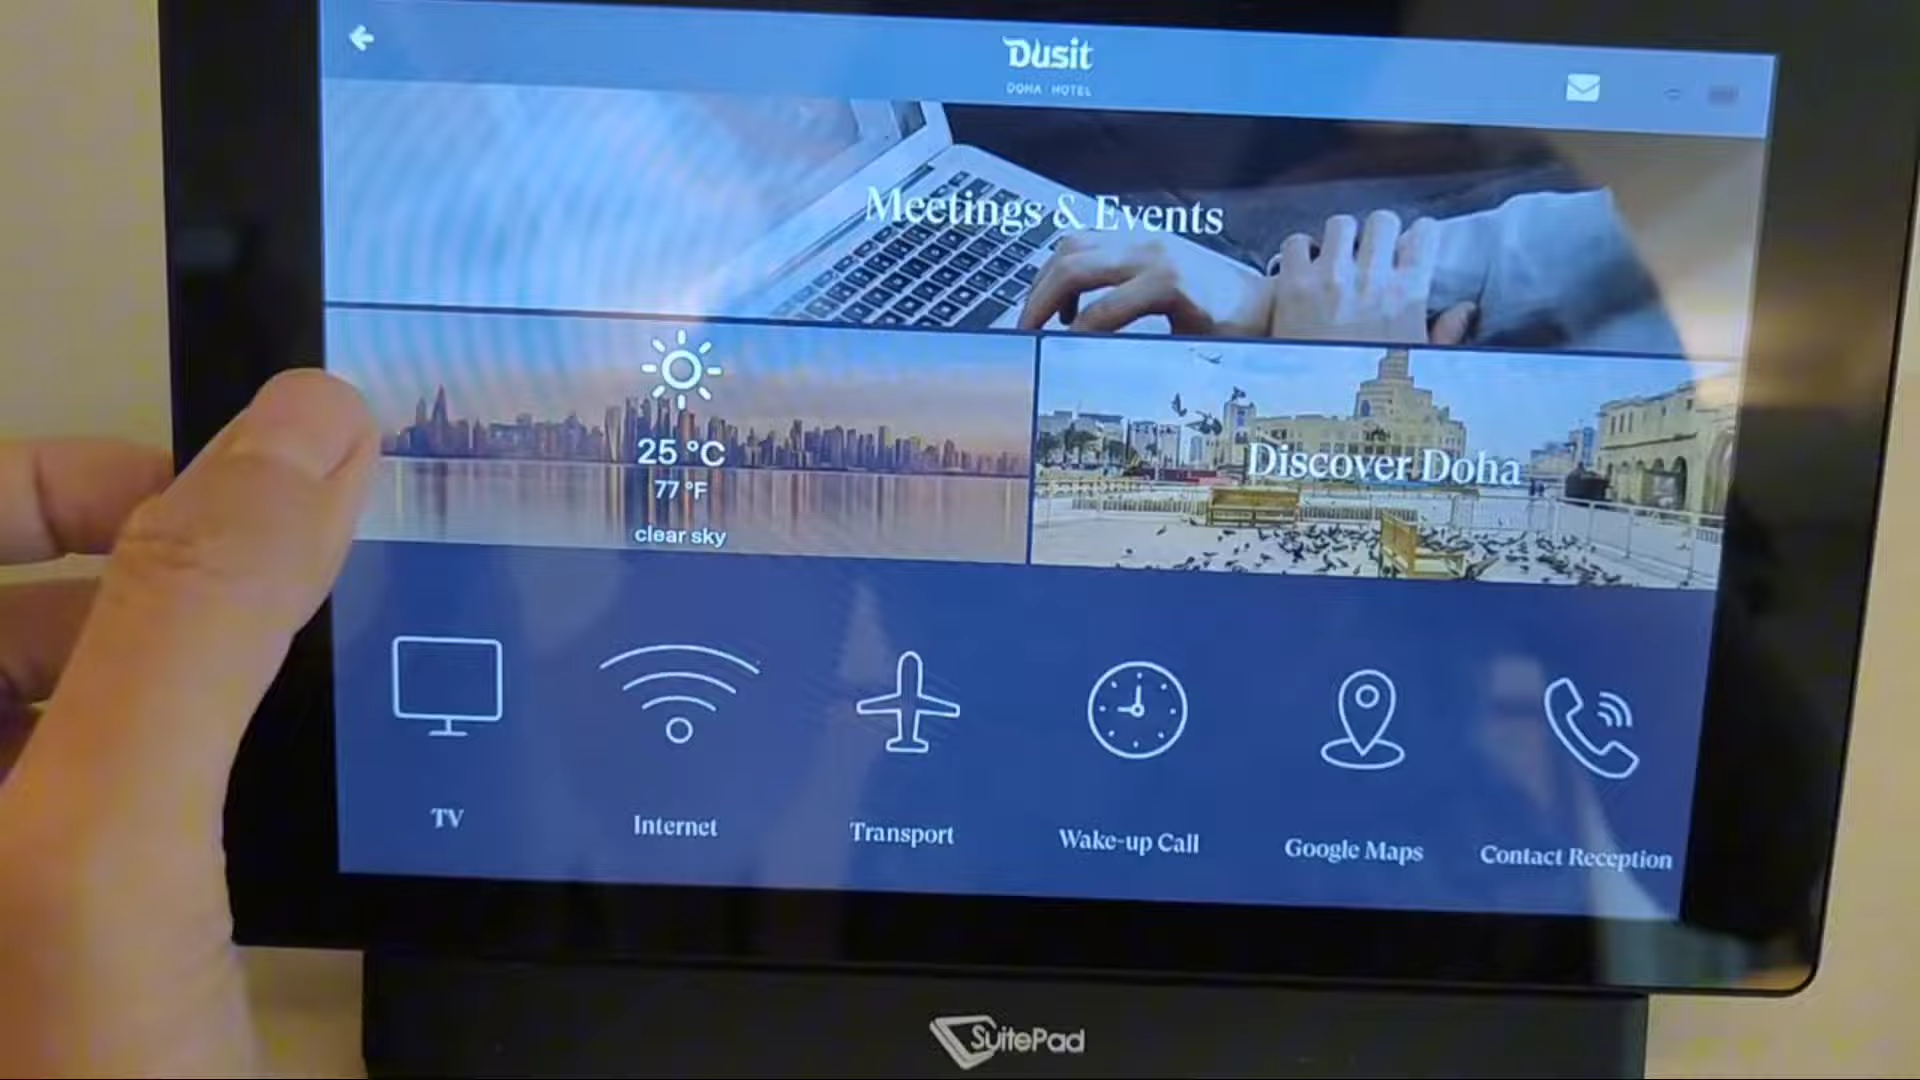 Dusit
DOHA HOTEL
Meetings & Events
25 °C
77 °F
clear sky
Discover Doha
TV
Internet
Transport
Wake-up Call
Google Maps
Contact Reception
SuitePad